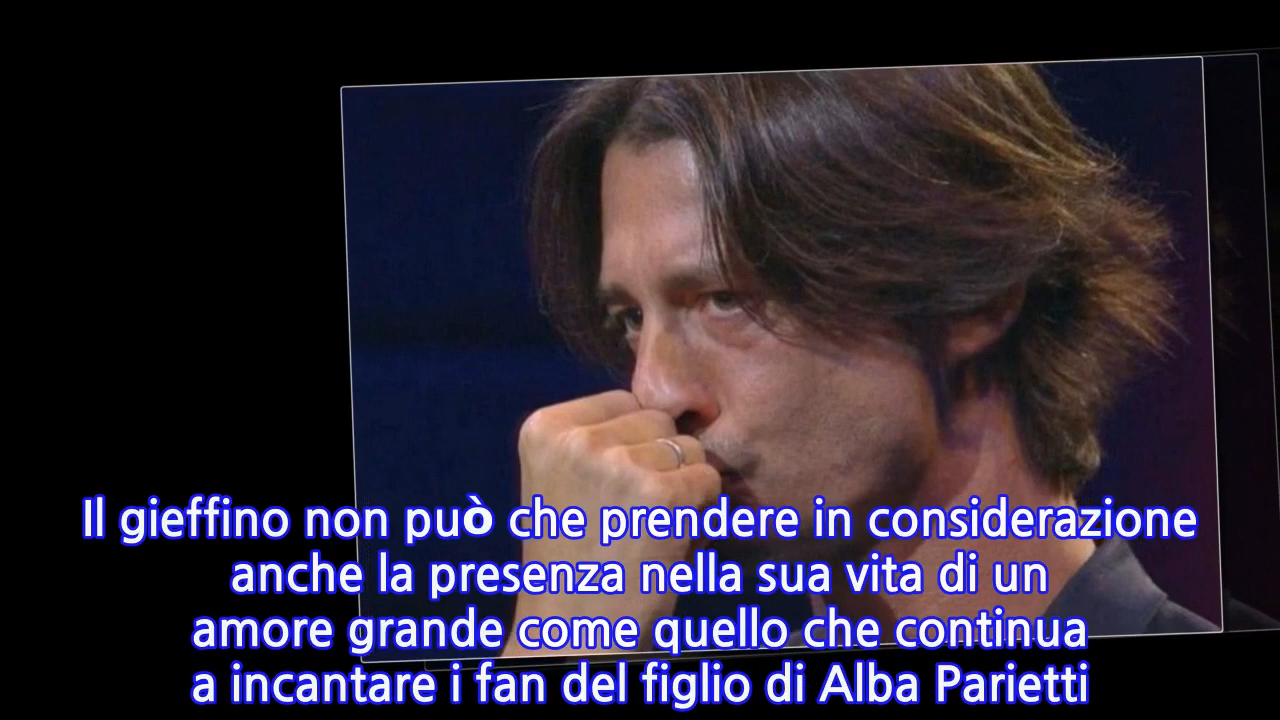 Il gieffino non può che prendere in considerazione
anche la presenza nella sua vita di un
amore grande come quello che continua
a incantare i fan del figlio di Alba Parietti